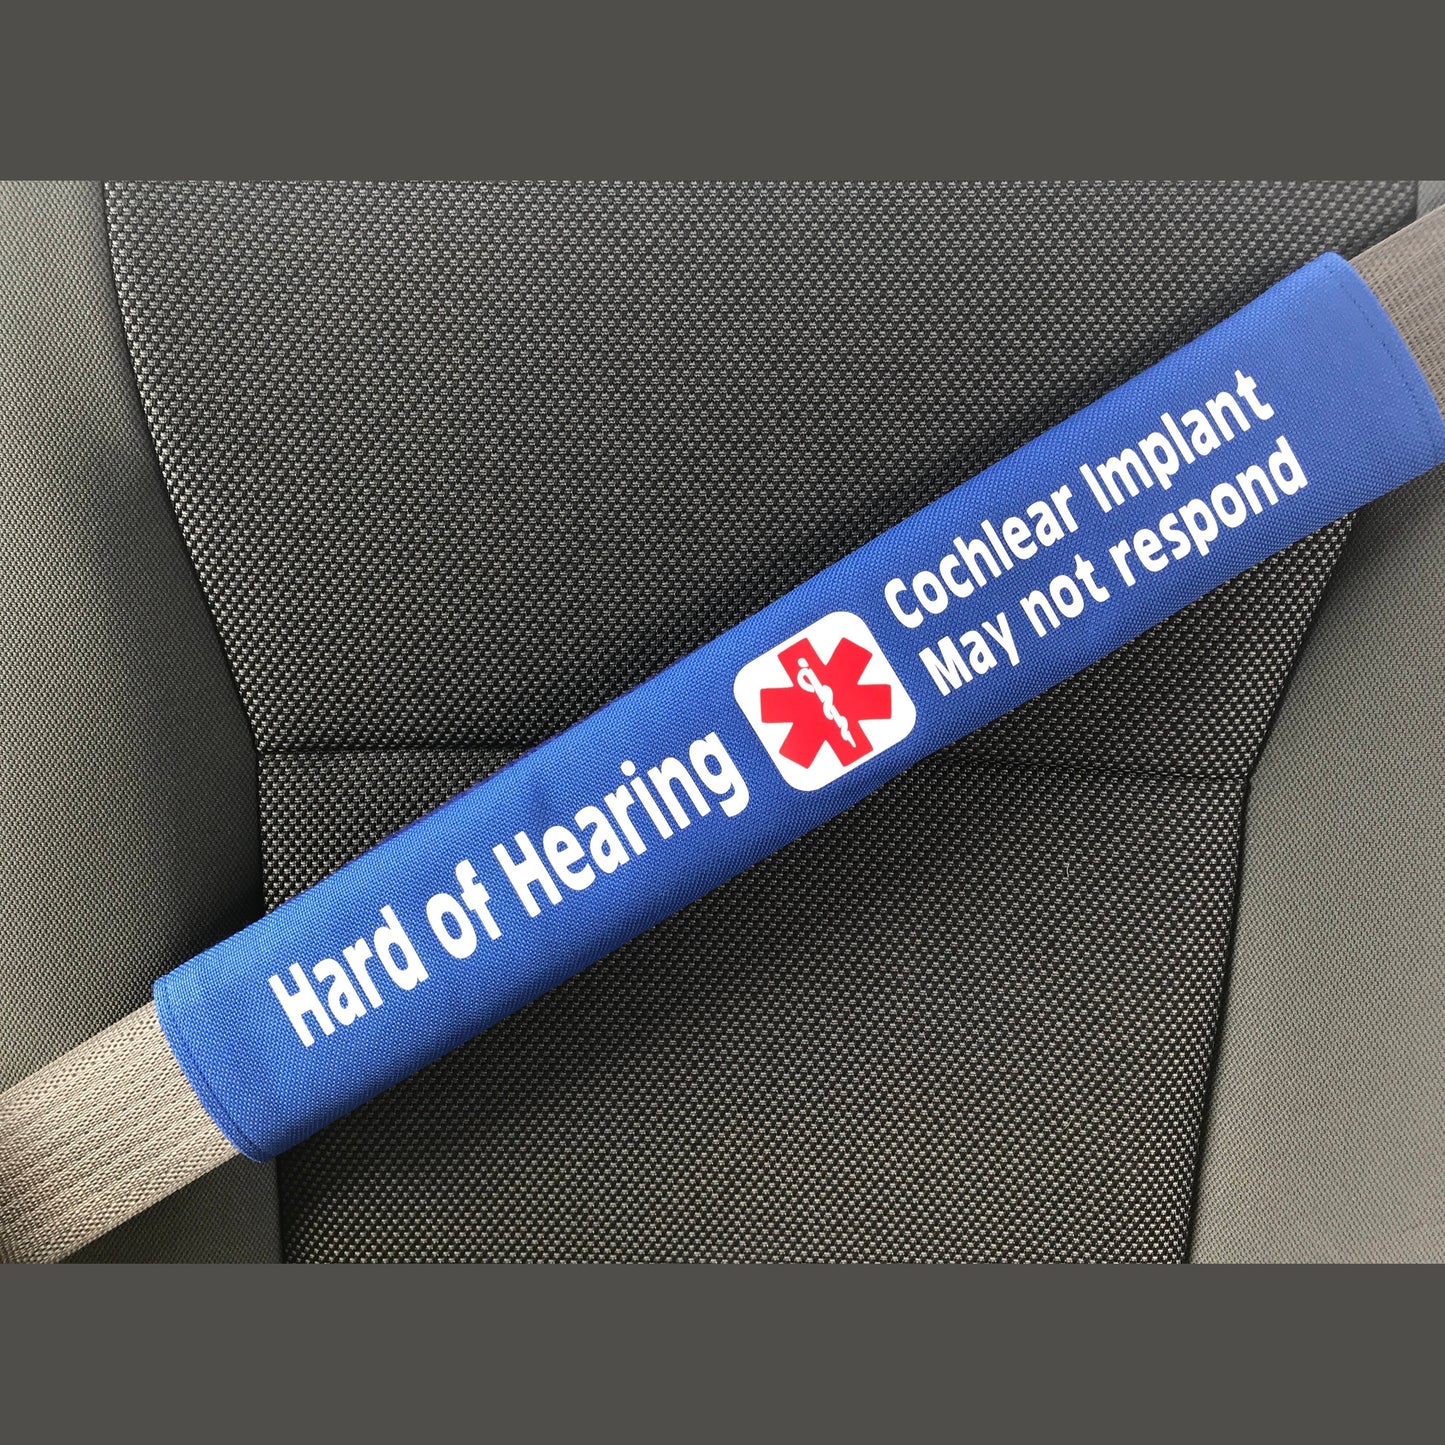 Hard of Hearing
Cochlear Implant
May not respond